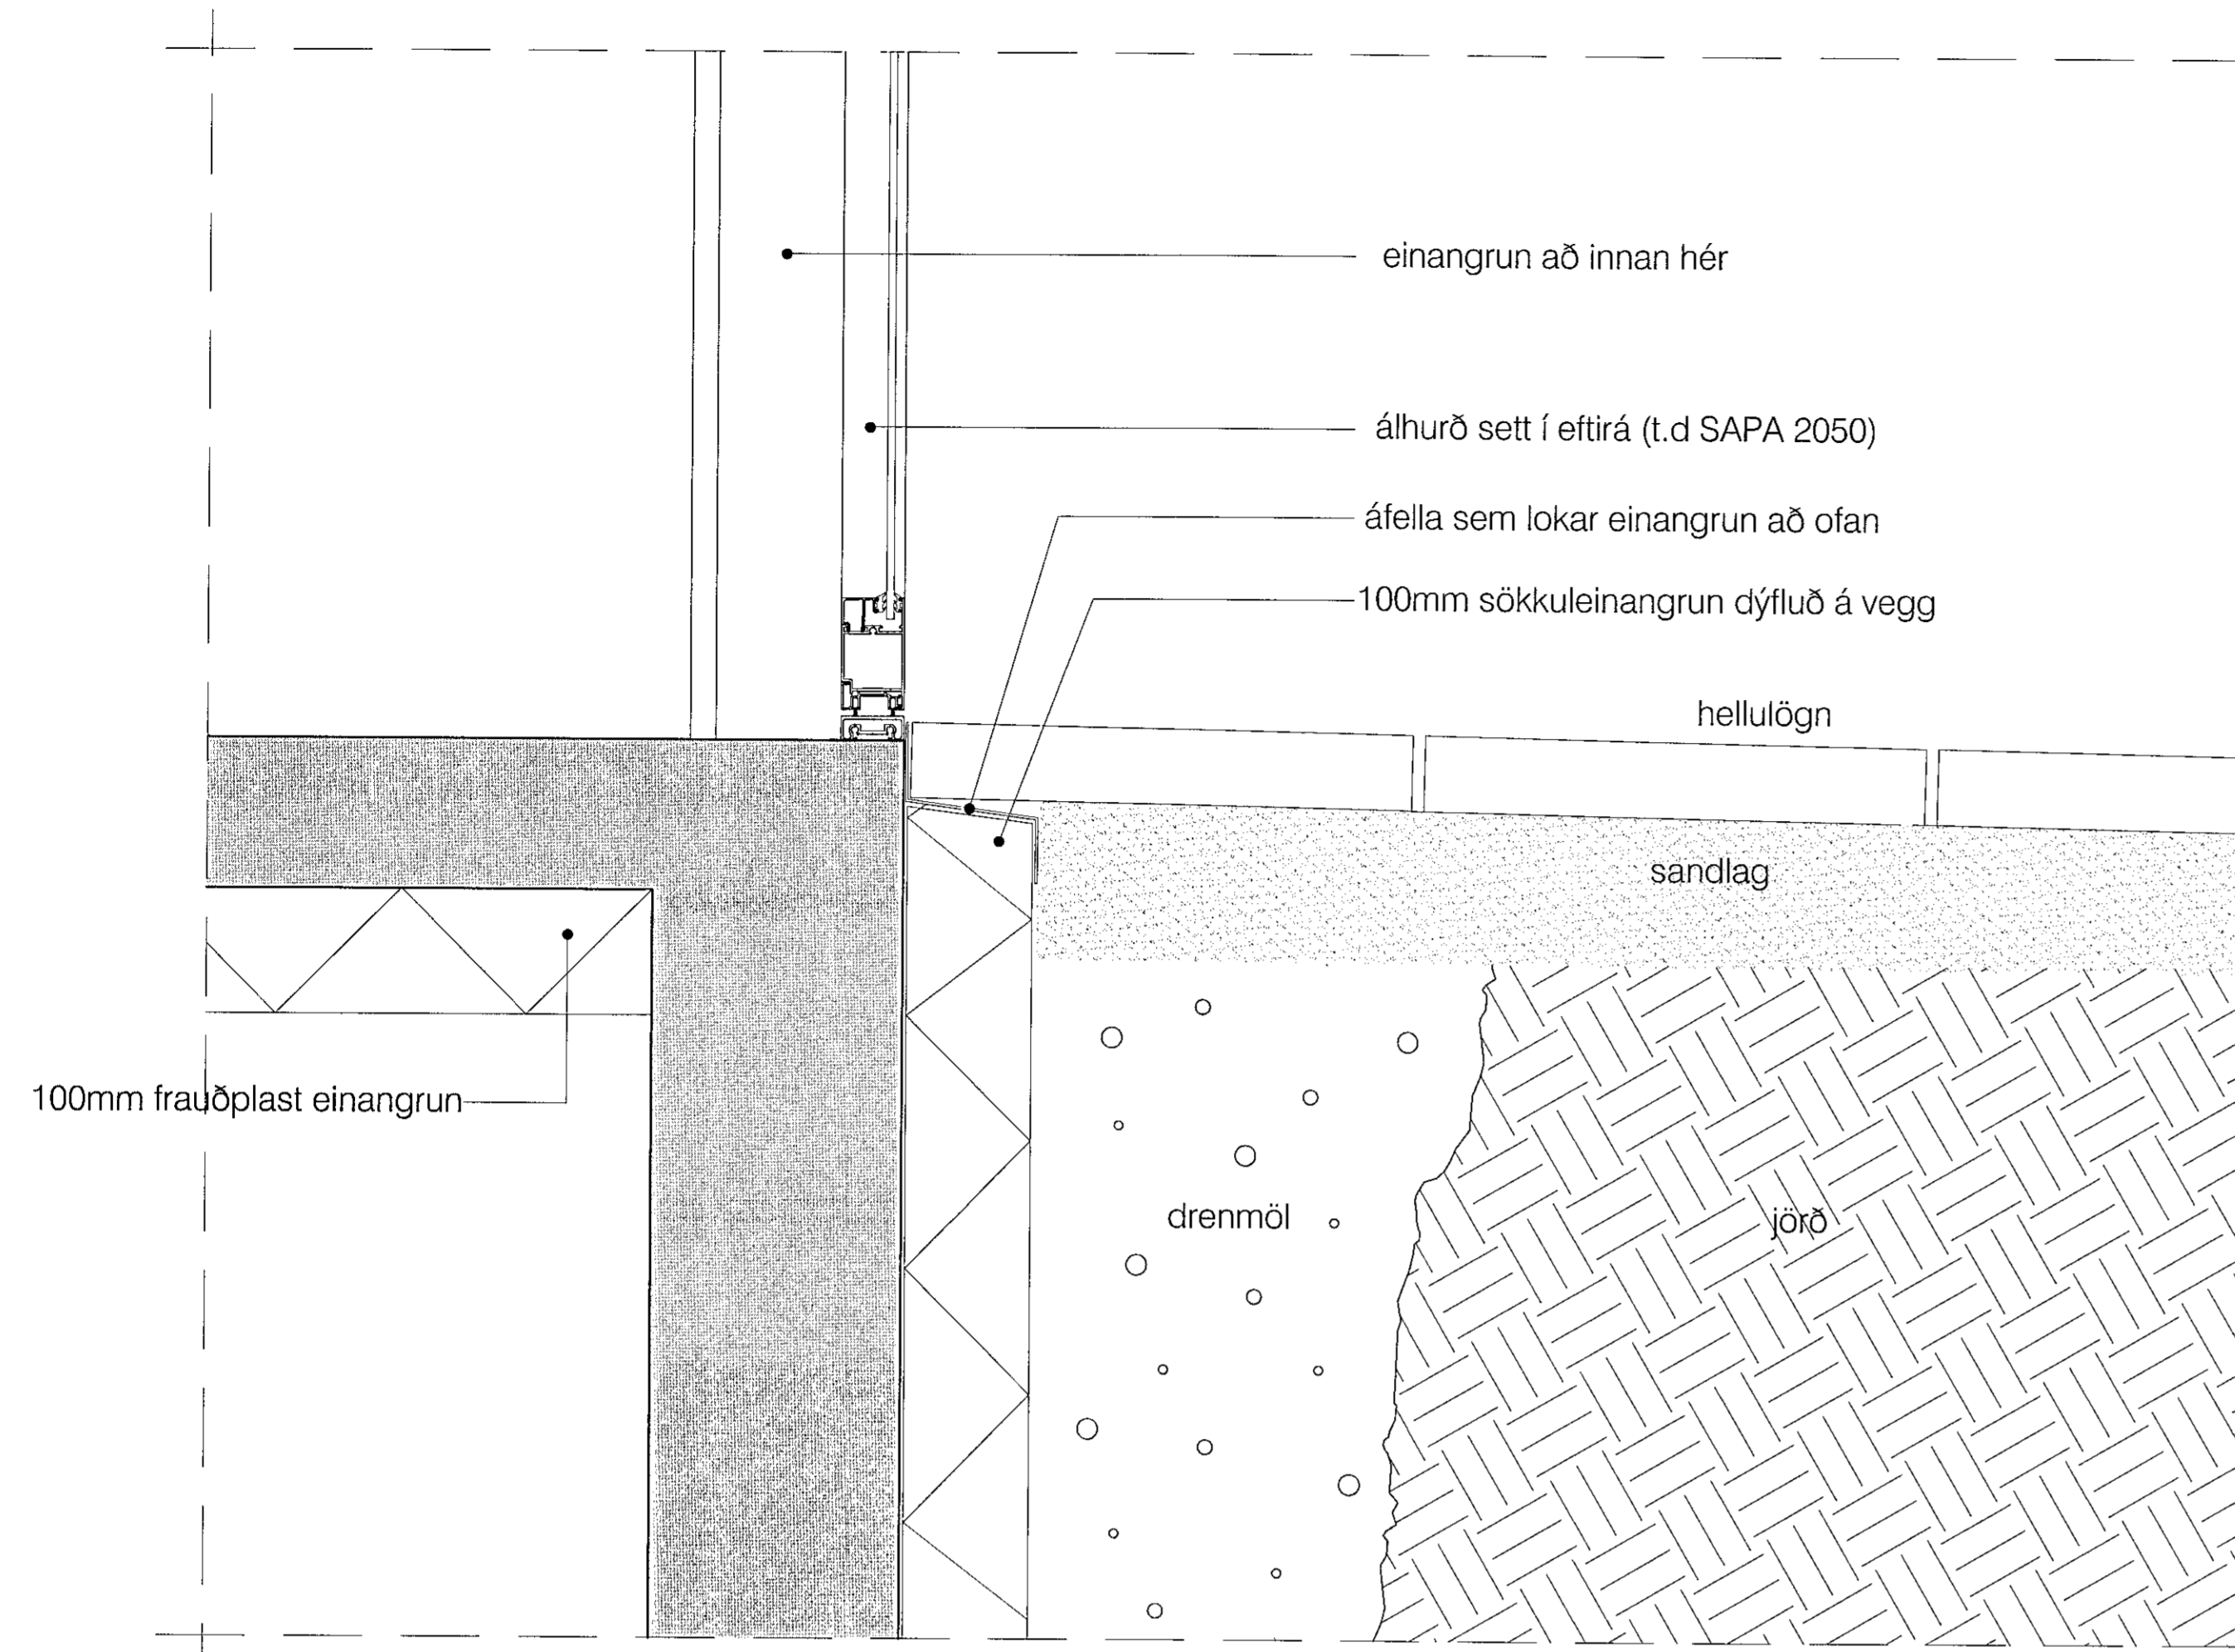 einangrun að innan hér
álhurð sett í eftirá (t.d SAPA 2050)
áfella sem lokar einangrun að ofan
100mm sökkuleinangrun dýfluð á vegg
hellulögn
sandlag
100mm frauðplast einangrun
drenmöl
jörð